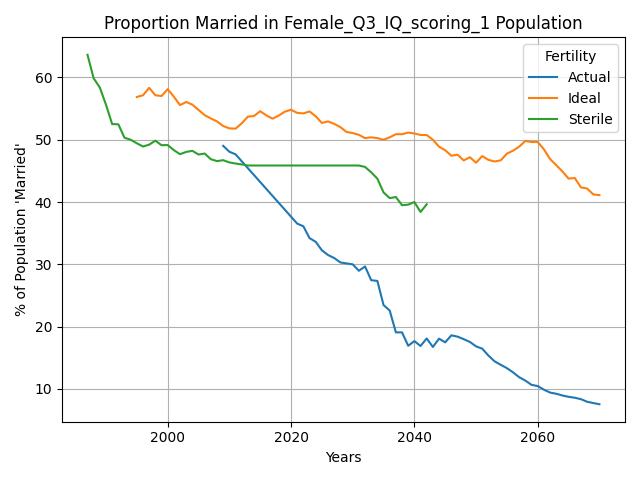 Proportion Married in Female_Q3_IQ_scoring_1 Population
Fertility
Actual
Ideal
Sterile
% of Population 'Married'
60
50
40
30
20
10
2000
2020
2040
2060
Years